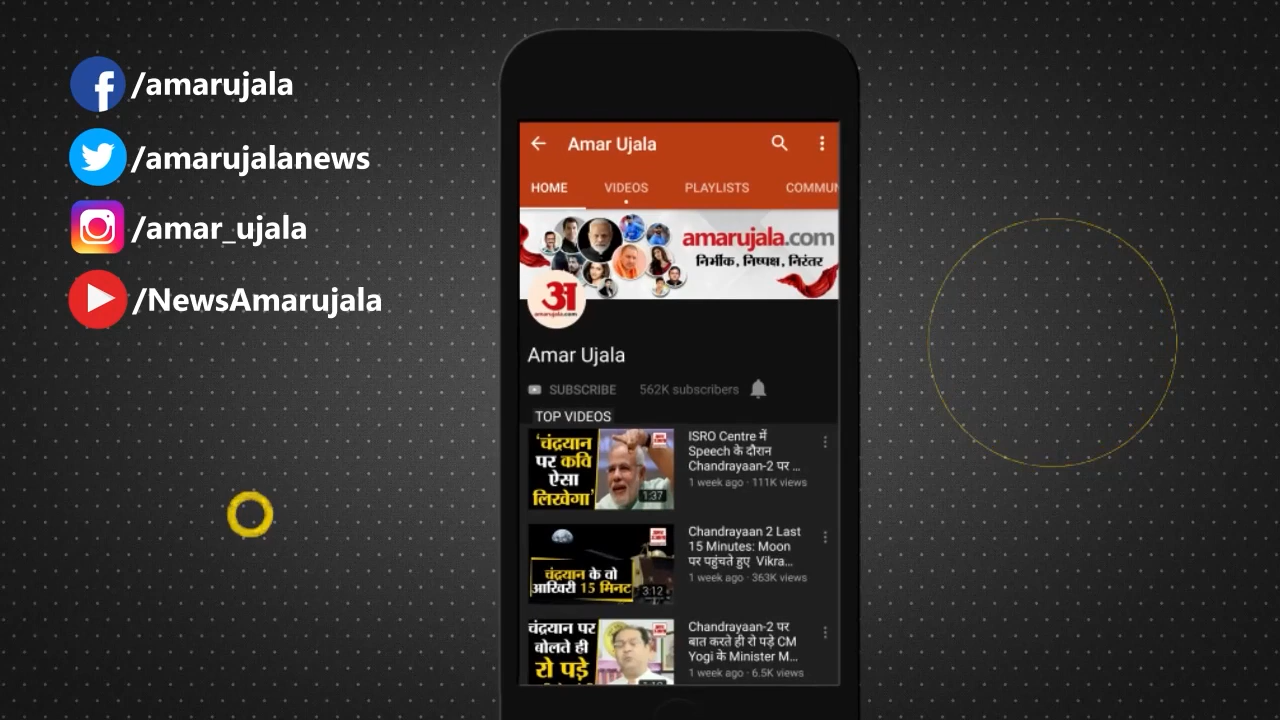 /amarujala
/amarujalanews
/amar_ujala
/NewsAmarujala
Amar Ujala
HOME VIDEOS PLAYLISTS COMMUN
amarujala.com
निर्भीक, निष्पक्ष, निरंतर
अ
amarujala.com
Amar Ujala
SUBSCRIBE 562K subscribers
TOP VIDEOS
'चंद्रयान
पर कवि
ऐसा
लिखेगा'
1:37
ISRO Centre में
Speech के दौरान
Chandrayaan-2 पर ...
1 week ago · 111K views
चंद्रयान के वो
आखिरी 15 मिनट
3:12
Chandrayaan 2 Last
15 Minutes: Moon
पर पहुंचते हुए Vikra...
1 week ago · 363K views
चंद्रयान पर
बोलते ही
रो पड़े
Chandrayaan-2 पर
बात करते ही रो पड़े CM
Yogi के Minister M...
1 week ago · 6.5K views